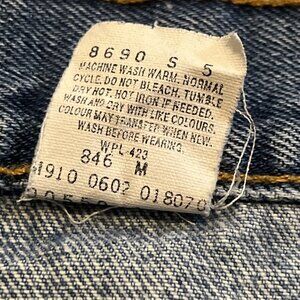 8690 S 5
MACHINE WASH WARM. NORMAL
CYCLE. DO NOT BLEACH. TUMBLE
DRY HOT. HOT IRON IF NEEDED.
WASH AND DRY WITH LIKE COLOURS.
COLOUR MAY TRANSFER WHEN NEW.
WASH BEFORE WEARING.
WPL-423
846 M
1910 0602 018070